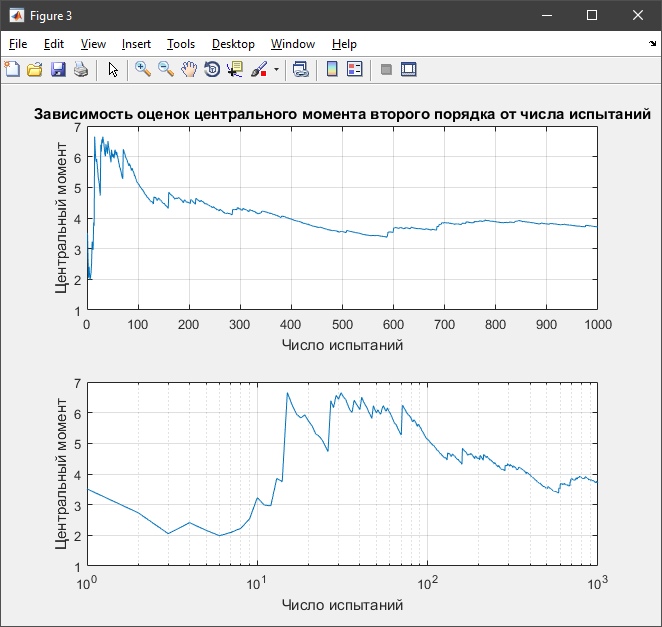 Figure 3
File Edit View Insert Tools Desktop Window Help
Зависимость оценок центрального момента второго порядка от числа испытаний
7
6
5
4
3
2
1
Центральный момент
0 100 200 300 400 500 600 700 800 900 1000
Число испытаний
7
6
5
4
3
2
1
Центральный момент
10^0 10^1 10^2 10^3
Число испытаний